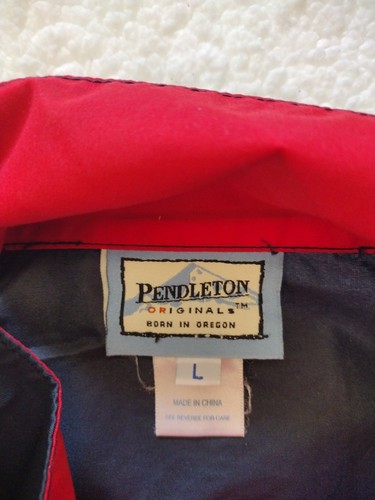 PENDLETON
ORIGINALS™
BORN IN OREGON
L
MADE IN CHINA
SEE REVERSE FOR CARE